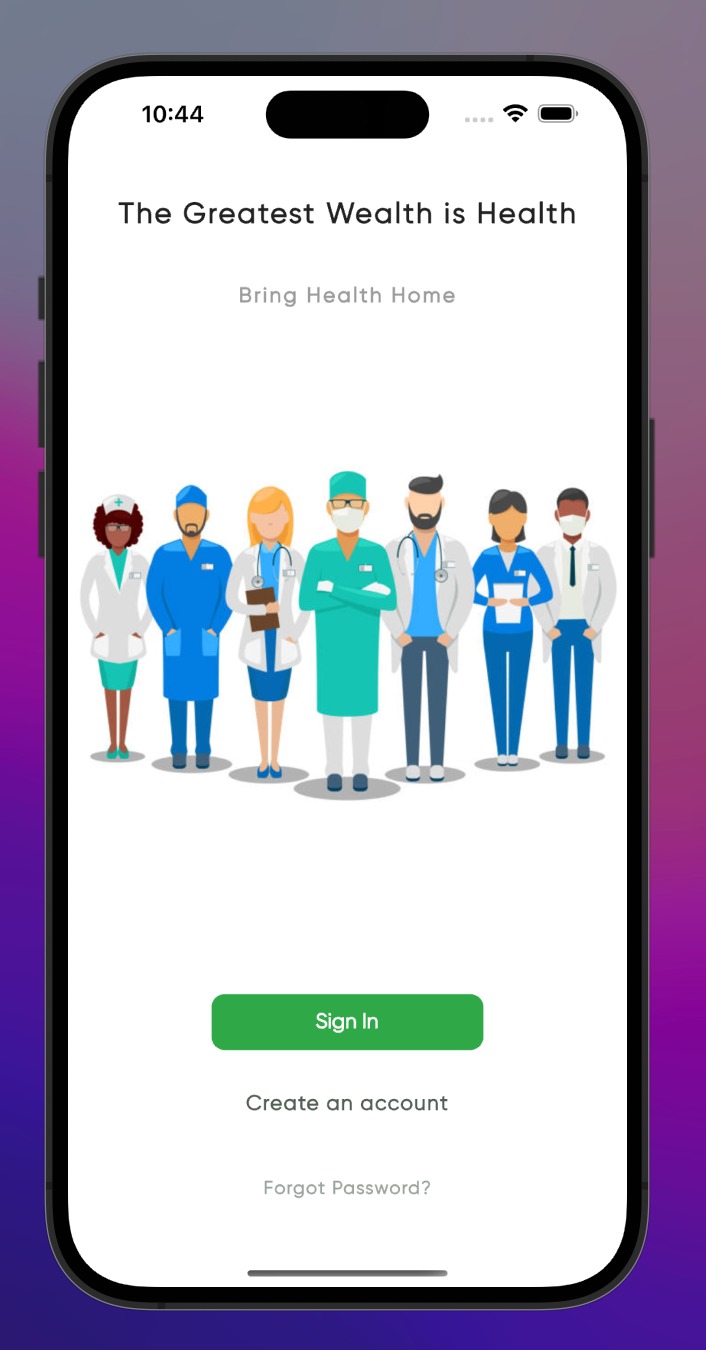 10:44
The Greatest Wealth is Health
Bring Health Home
Sign In
Create an account
Forgot Password?